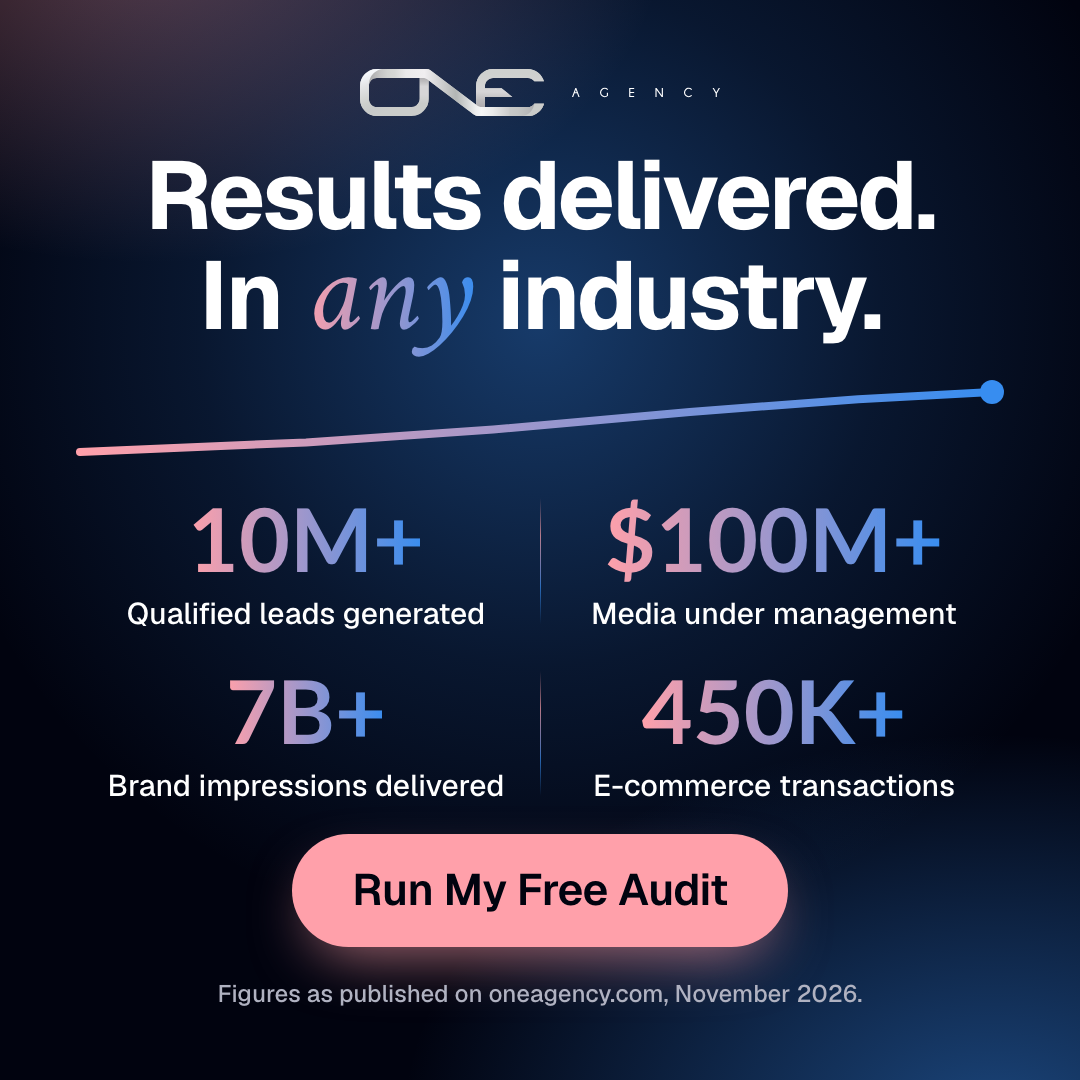 ONE AGENCY
Results delivered.
In any industry.
10M+
$100M+
Qualified leads generated
Media under management
7B+
450K+
Brand impressions delivered
E-commerce transactions
Run My Free Audit
Figures as published on oneagency.com, November 2026.